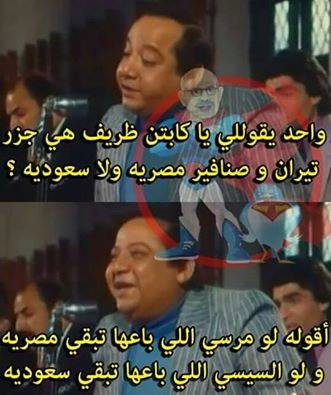 واحد يقوللي يا كابتن ظريف هي جزر
تيران و صنافير مصريه ولا سعوديه ؟
أقوله لو مرسي اللي باعها تبقي مصريه
و لو السيسي اللي باعها تبقي سعوديه